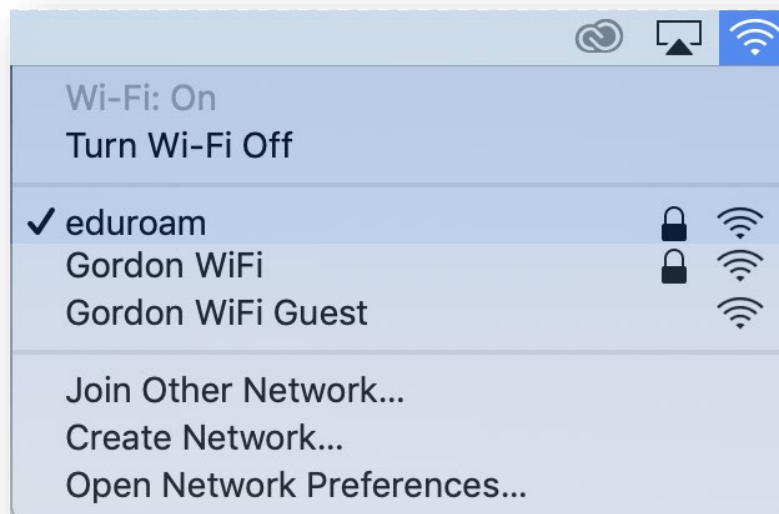 Wi-Fi: On
Turn Wi-Fi Off
eduroam
Gordon WiFi
Gordon WiFi Guest
Join Other Network...
Create Network...
Open Network Preferences...